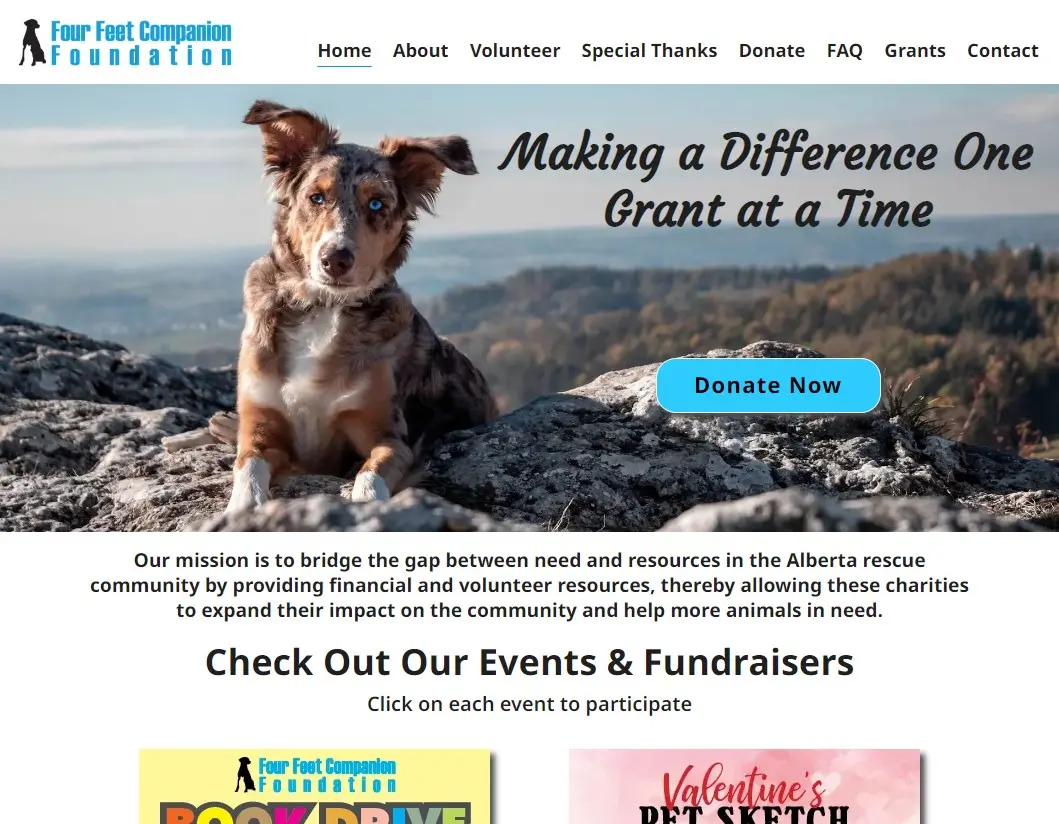 Four Feet Companion
Foundation
Home About Volunteer Special Thanks Donate FAQ Grants Contact
Making a Difference One
Grant at a Time
Donate Now
Our mission is to bridge the gap between need and resources in the Alberta rescue
community by providing financial and volunteer resources, thereby allowing these charities
to expand their impact on the community and help more animals in need.
Check Out Our Events & Fundraisers
Click on each event to participate
Four Feet Companion
Foundation
BOOK DRIVE
Valentine's
PET SKETCH